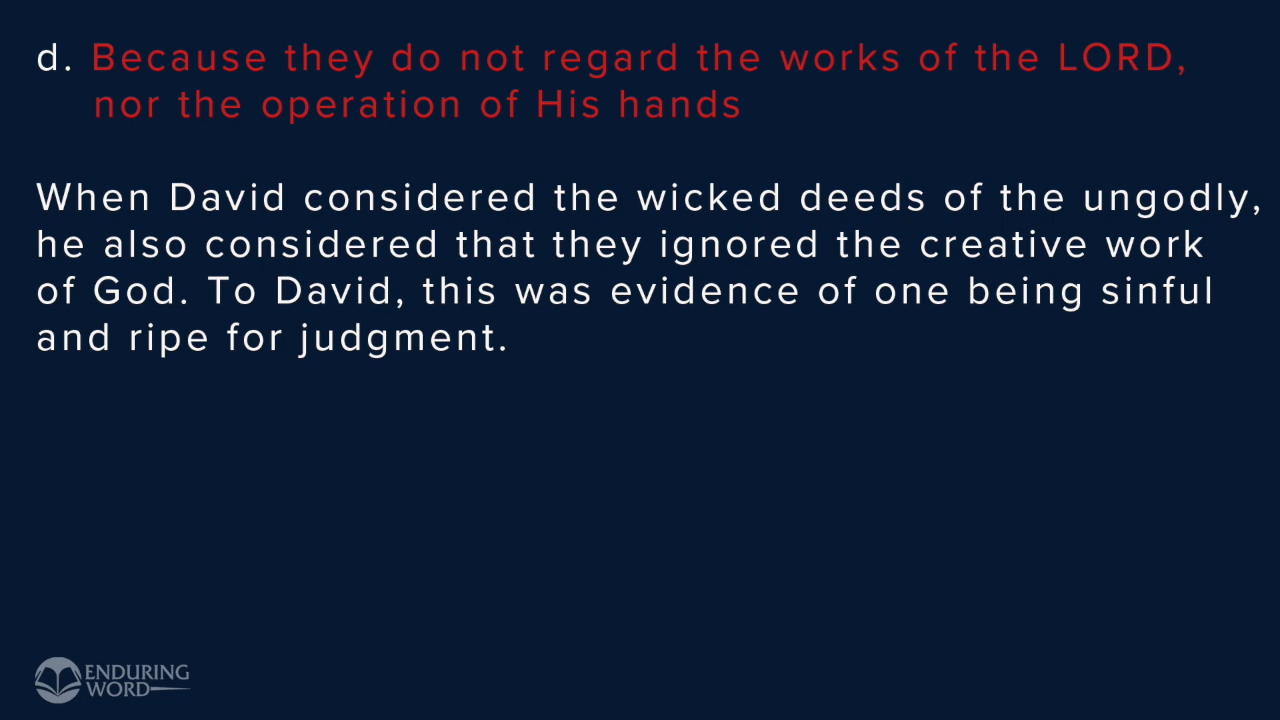 d. Because they do not regard the works of the LORD,
nor the operation of His hands
When David considered the wicked deeds of the ungodly,
he also considered that they ignored the creative work
of God. To David, this was evidence of one being sinful
and ripe for judgment.
ENDURING
WORD